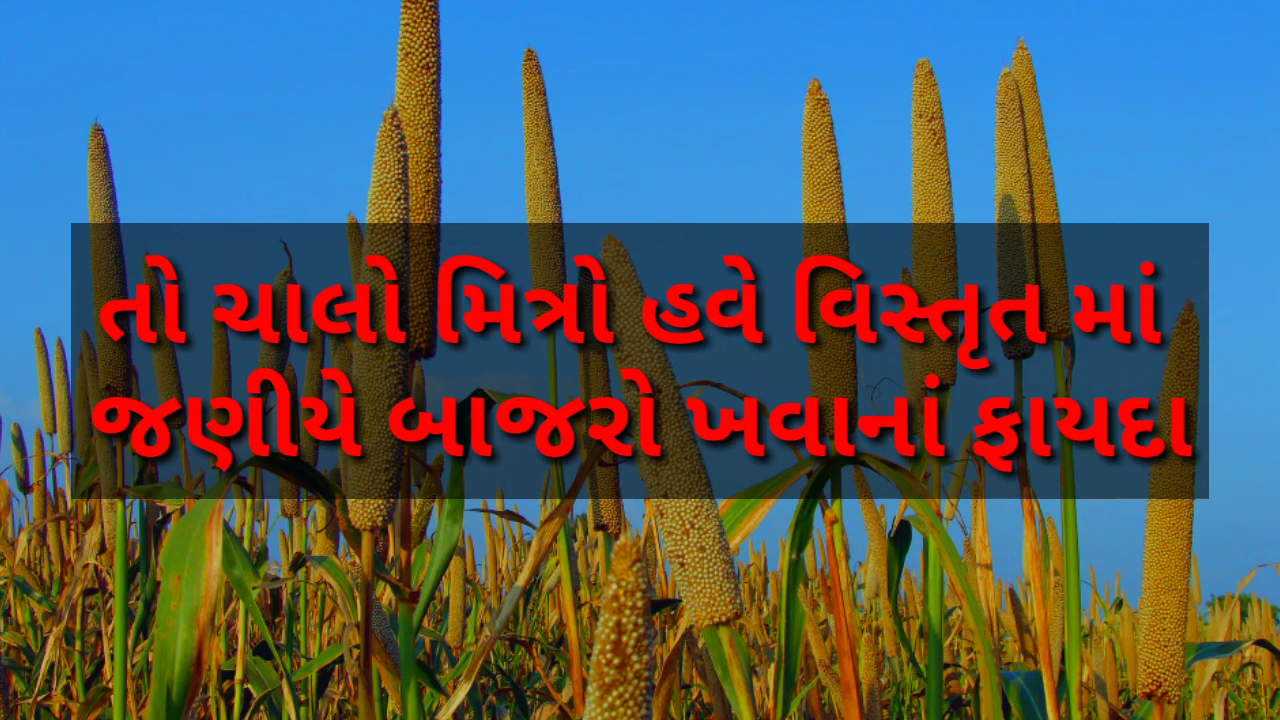 તો ચાલો મિત્રો હવે વિસ્તૃત માં
જણીયે બાજરો ખવાનાં ફાયદા